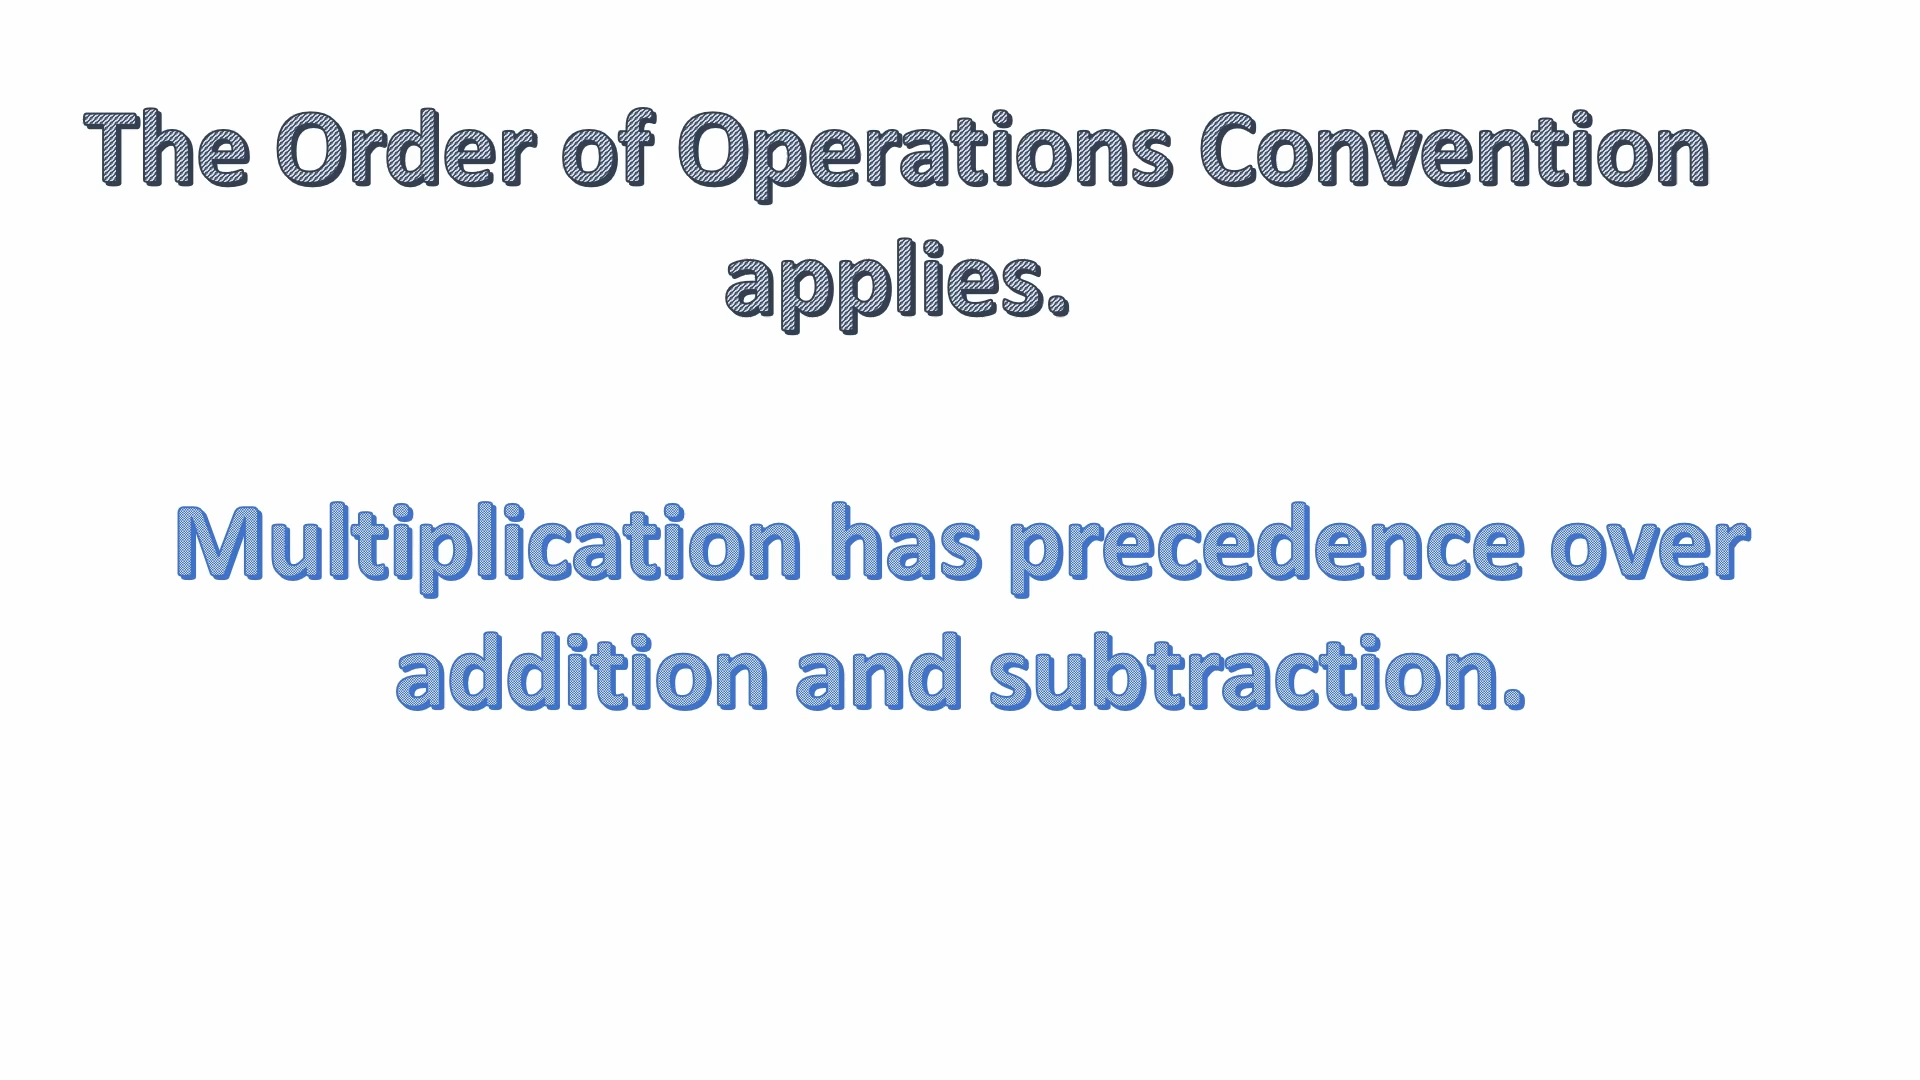 The Order of Operations Convention
applies.
Multiplication has precedence over
addition and subtraction.